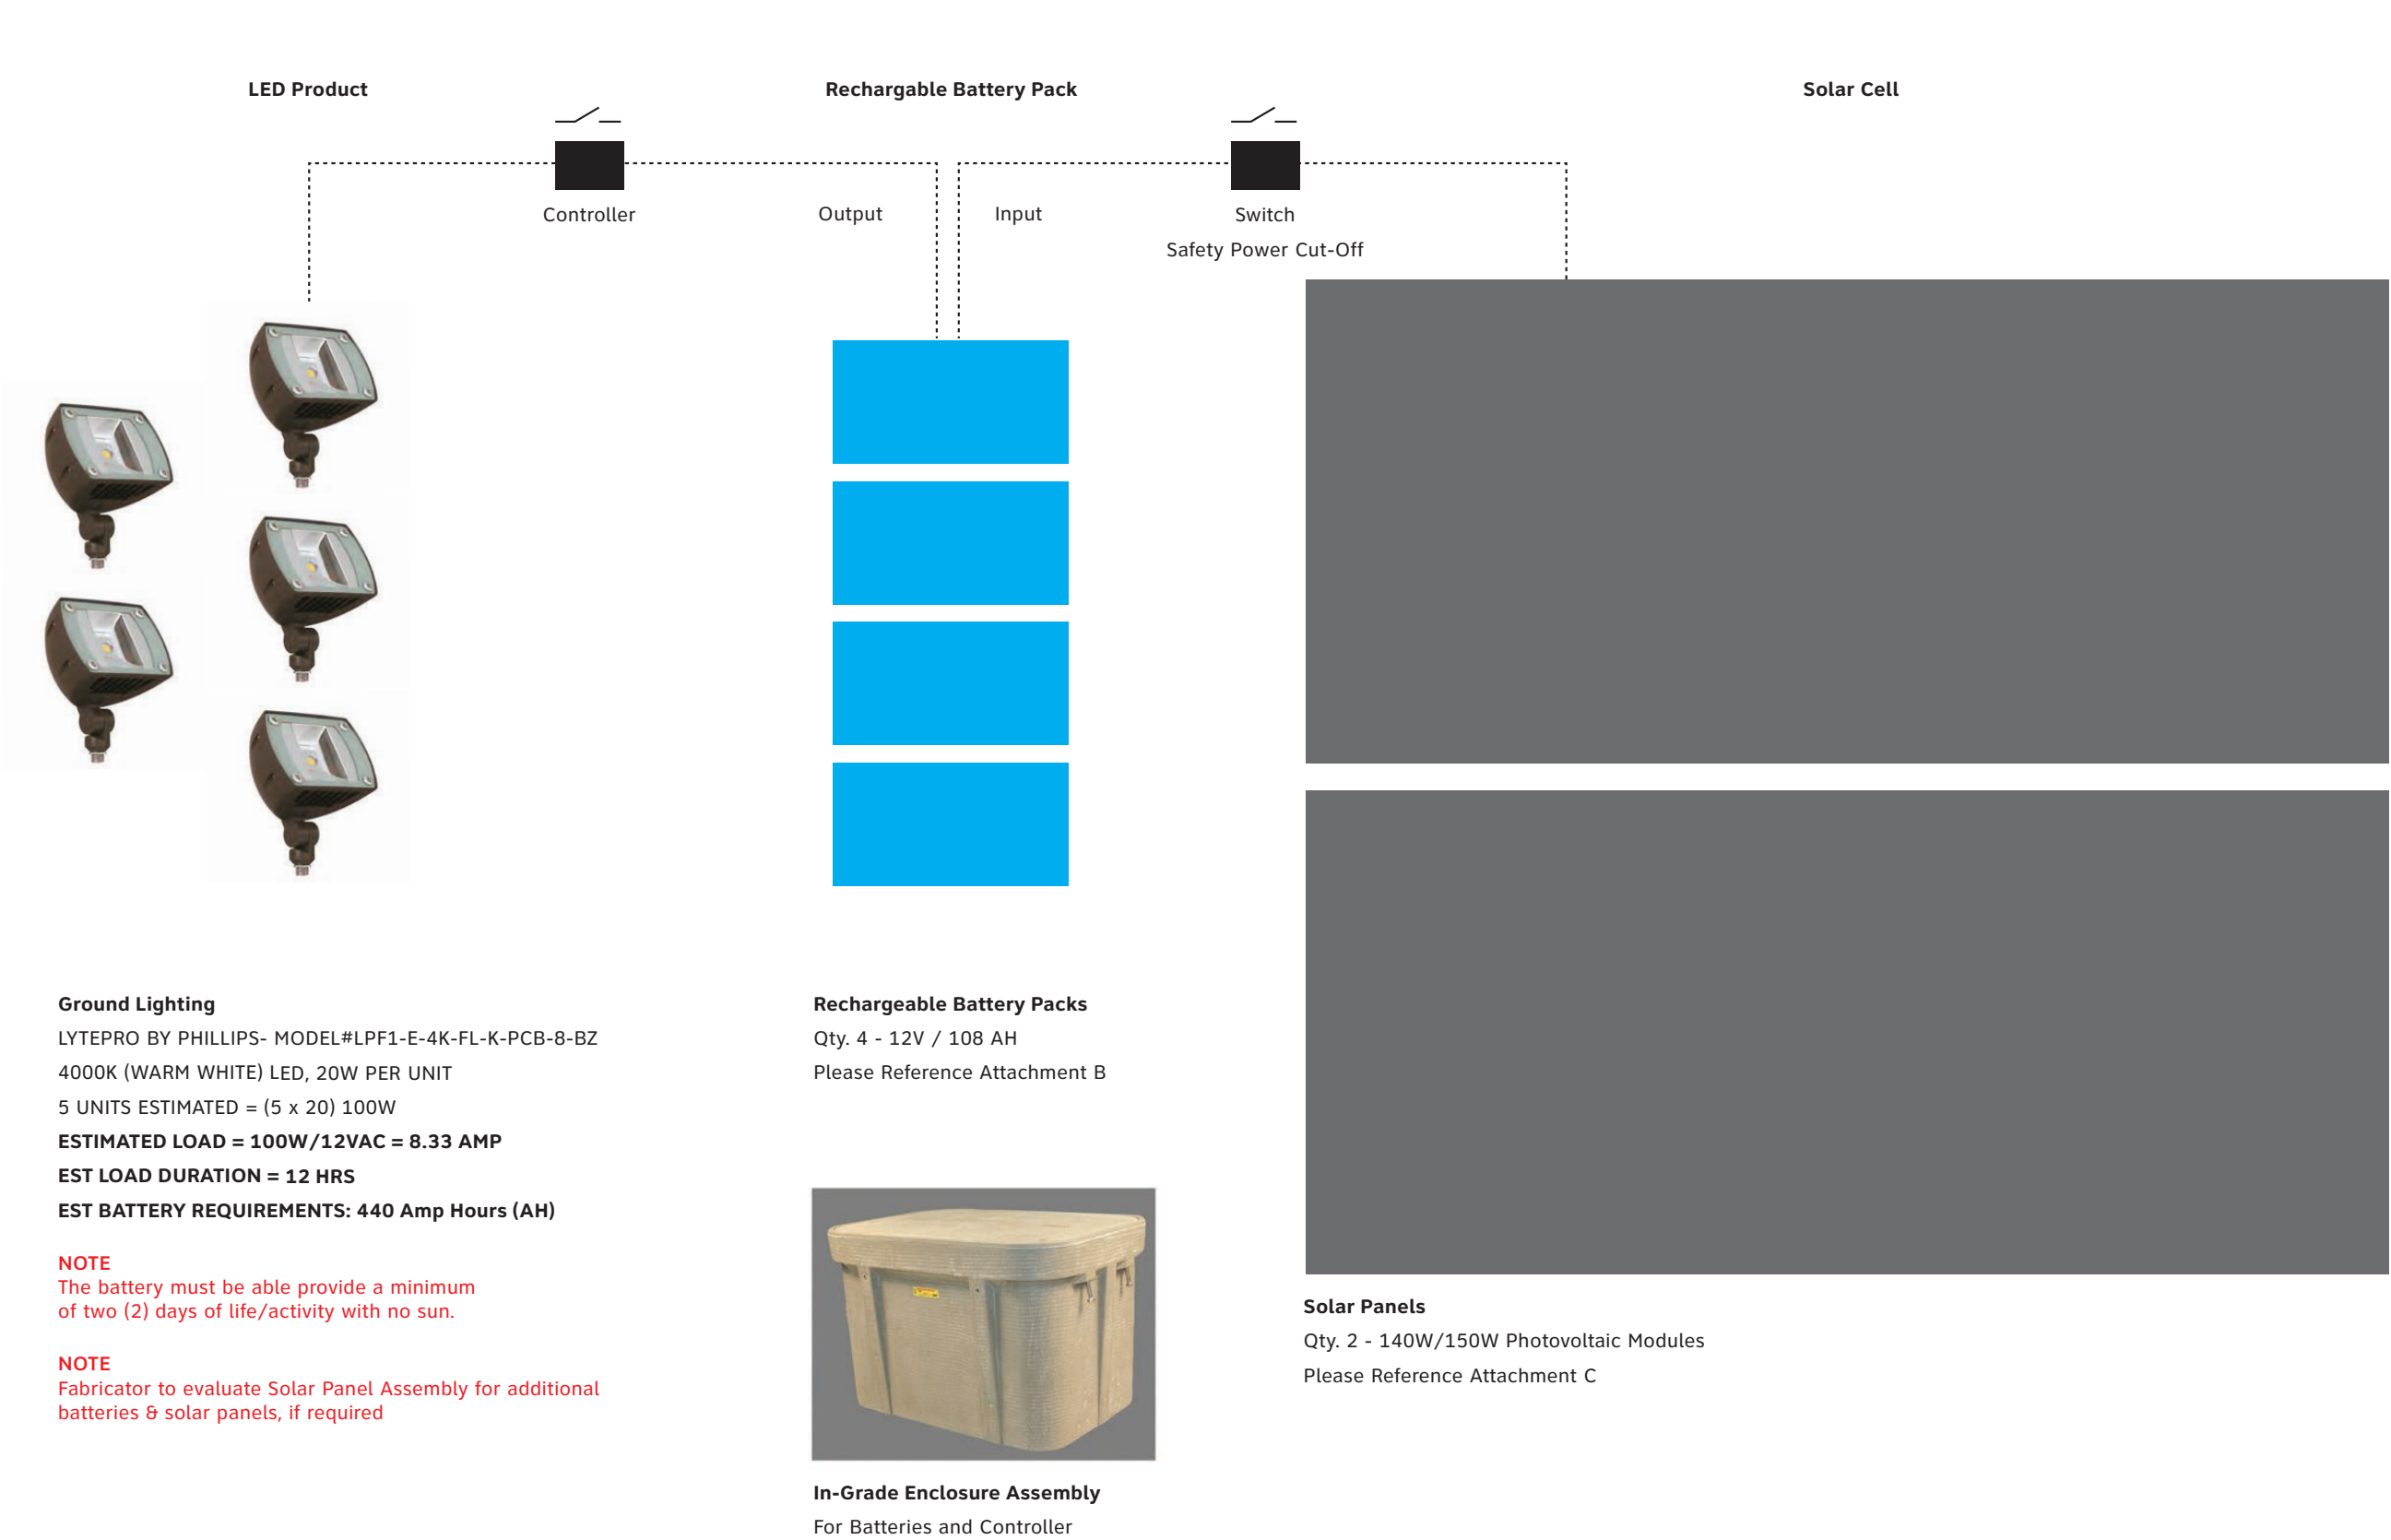 LED Product
Rechargable Battery Pack
Solar Cell
Controller
Output
Input
Switch
Safety Power Cut-Off
Ground Lighting
LYTEPRO BY PHILLIPS- MODEL#LPF1-E-4K-FL-K-PCB-8-BZ
4000K (WARM WHITE) LED, 20W PER UNIT
5 UNITS ESTIMATED = (5 x 20) 100W
ESTIMATED LOAD = 100W/12VAC = 8.33 AMP
EST LOAD DURATION = 12 HRS
EST BATTERY REQUIREMENTS: 440 Amp Hours (AH)
NOTE
The battery must be able provide a minimum
of two (2) days of life/activity with no sun.
NOTE
Fabricator to evaluate Solar Panel Assembly for additional
batteries & solar panels, if required
Rechargeable Battery Packs
Qty. 4 - 12V / 108 AH
Please Reference Attachment B
In-Grade Enclosure Assembly
For Batteries and Controller
Solar Panels
Qty. 2 - 140W/150W Photovoltaic Modules
Please Reference Attachment C